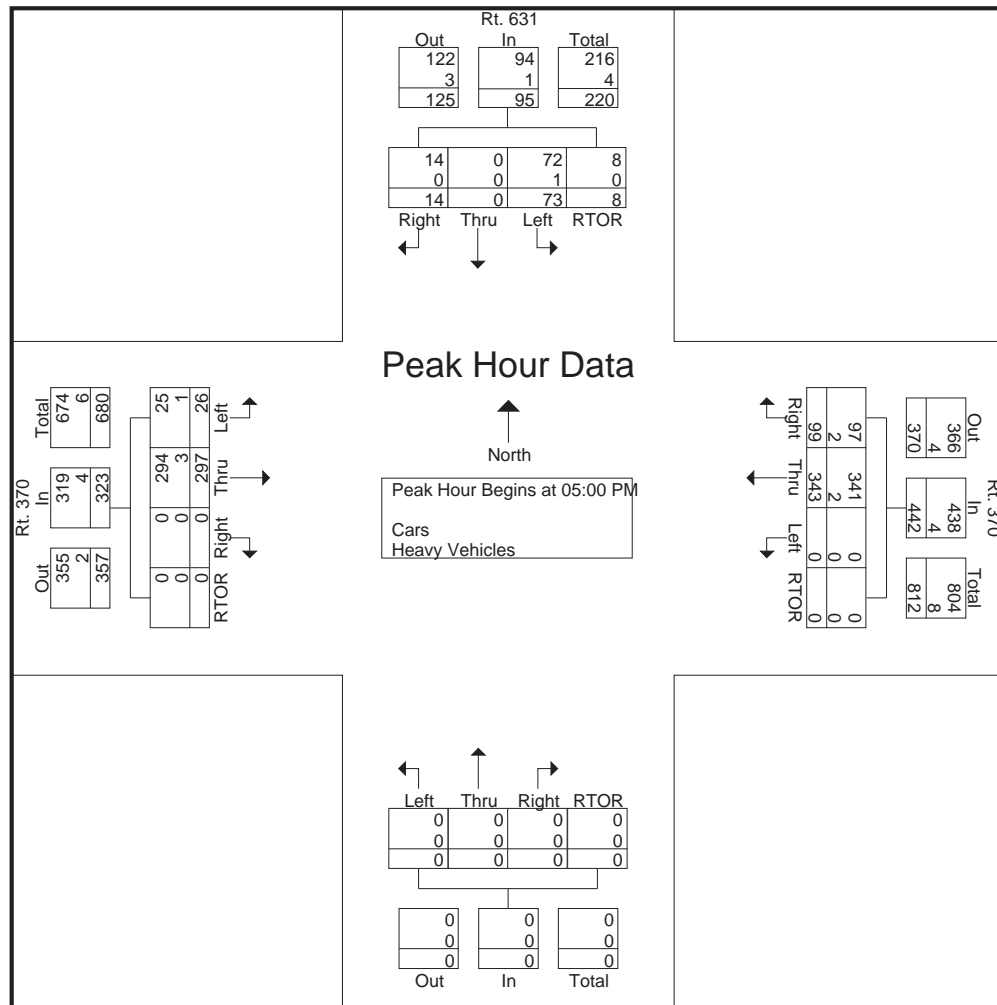 Rt. 631
Out In Total
122 94 216
3 1 4
125 95 220
14 0 72 8
0 0 1 0
14 0 73 8
Right Thru Left RTOR
Peak Hour Data
North
Peak Hour Begins at 05:00 PM
Cars
Heavy Vehicles
Rt. 370
Total In Out
674 319 355
6 4 2
680 323 357
25 294 0 0
1 3 0 0
26 297 0 0
Left Thru Right RTOR
Rt. 370
Out In Total
366 438 804
4 4 8
370 442 812
97 341 0 0
2 2 0 0
99 343 0 0
Right Thru Left RTOR
Left Thru Right RTOR
0 0 0 0
0 0 0 0
0 0 0 0
0 0 0
0 0 0
0 0 0
Out In Total